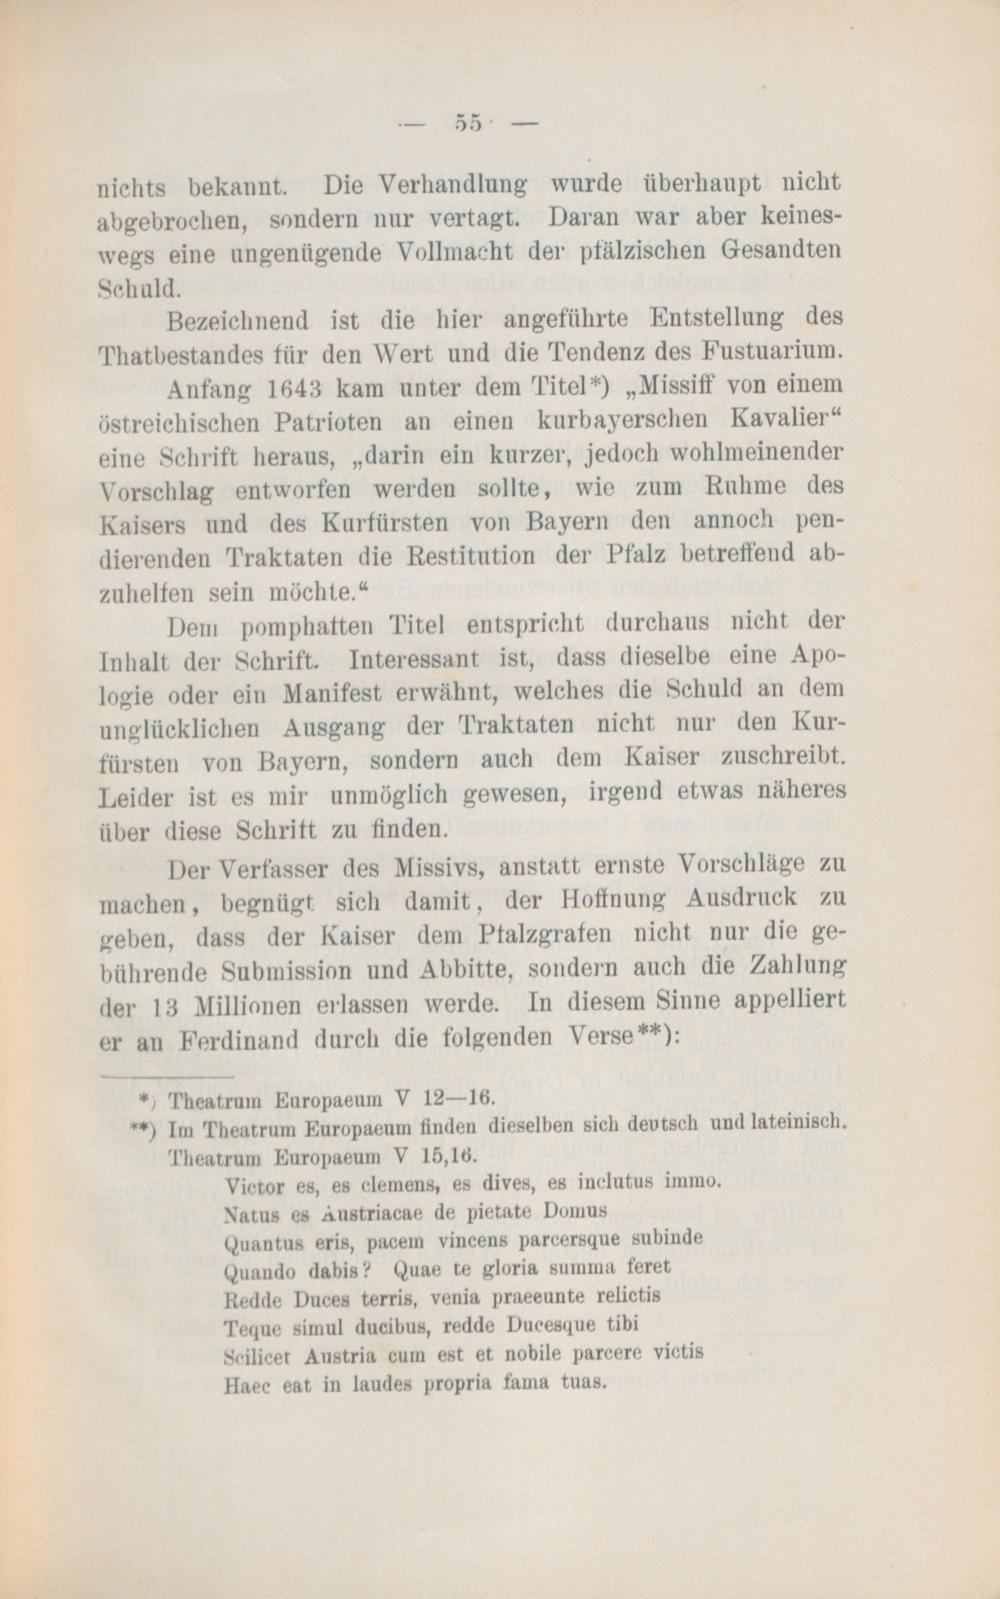 — 55 —
nichts bekannt. Die Verhandlung wurde überhaupt nicht
abgebrochen, sondern nur vertagt. Daran war aber keines-
wegs eine ungenügende Vollmacht der pfälzischen Gesandten
Schuld.
Bezeichnend ist die hier angeführte Entstellung des
Thatbestandes für den Wert und die Tendenz des Fustuarium.
Anfang 1643 kam unter dem Titel*) „Missiff von einem
östreichischen Patrioten an einen kurbayerschen Kavalier“
eine Schrift heraus, „darin ein kurzer, jedoch wohlmeinender
Vorschlag entworfen werden sollte, wie zum Ruhme des
Kaisers und des Kurfürsten von Bayern den annoch pen-
dierenden Traktaten die Restitution der Pfalz betreffend ab-
zuhelfen sein möchte.“
Dem pomphaften Titel entspricht durchaus nicht der
Inhalt der Schrift. Interessant ist, dass dieselbe eine Apo-
logie oder ein Manifest erwähnt, welches die Schuld an dem
unglücklichen Ausgang der Traktaten nicht nur den Kur-
fürsten von Bayern, sondern auch dem Kaiser zuschreibt.
Leider ist es mir unmöglich gewesen, irgend etwas näheres
über diese Schrift zu finden.
Der Verfasser des Missivs, anstatt ernste Vorschläge zu
machen, begnügt sich damit, der Hoffnung Ausdruck zu
geben, dass der Kaiser dem Pfalzgrafen nicht nur die ge-
bührende Submission und Abbitte, sondern auch die Zahlung
der 13 Millionen erlassen werde. In diesem Sinne appelliert
er an Ferdinand durch die folgenden Verse**):
*) Theatrum Europaeum V 12—16.
**) Im Theatrum Europaeum finden dieselben sich deutsch und lateinisch.
Theatrum Europaeum V 15,16.
Victor es, es clemens, es dives, es inclutus immo.
Natus es Austriacae de pietate Domus
Quantus eris, pacem vincens parcersque subinde
Quando dabis? Quae te gloria summa feret
Redde Duces terris, venia praeeunte relictis
Teque simul ducibus, redde Ducesque tibi
Scilicet Austria cum est et nobile parcere victis
Haec eat in laudes propria fama tuas.